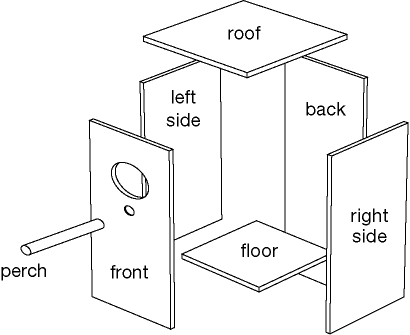 roof
left
side
back
right
side
floor
front
perch